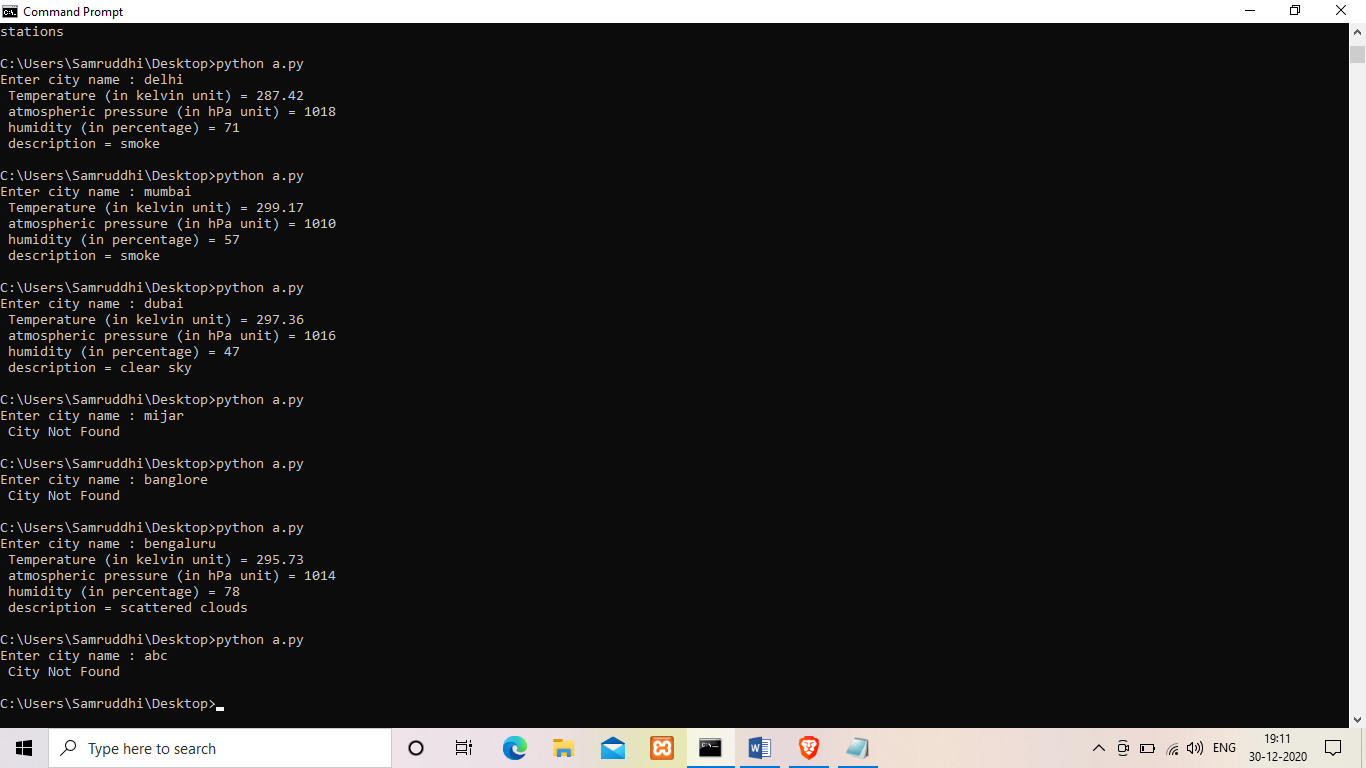 Command Prompt
stations
C:\Users\Samruddhi\Desktop>python a.py
Enter city name : delhi
 Temperature (in kelvin unit) = 287.42
 atmospheric pressure (in hPa unit) = 1018
 humidity (in percentage) = 71
 description = smoke
C:\Users\Samruddhi\Desktop>python a.py
Enter city name : mumbai
 Temperature (in kelvin unit) = 299.17
 atmospheric pressure (in hPa unit) = 1010
 humidity (in percentage) = 57
 description = smoke
C:\Users\Samruddhi\Desktop>python a.py
Enter city name : dubai
 Temperature (in kelvin unit) = 297.36
 atmospheric pressure (in hPa unit) = 1016
 humidity (in percentage) = 47
 description = clear sky
C:\Users\Samruddhi\Desktop>python a.py
Enter city name : mijar
 City Not Found
C:\Users\Samruddhi\Desktop>python a.py
Enter city name : banglore
 City Not Found
C:\Users\Samruddhi\Desktop>python a.py
Enter city name : bengaluru
 Temperature (in kelvin unit) = 295.73
 atmospheric pressure (in hPa unit) = 1014
 humidity (in percentage) = 78
 description = scattered clouds
C:\Users\Samruddhi\Desktop>python a.py
Enter city name : abc
 City Not Found
C:\Users\Samruddhi\Desktop>
Type here to search
ENG
19:11
30-12-2020